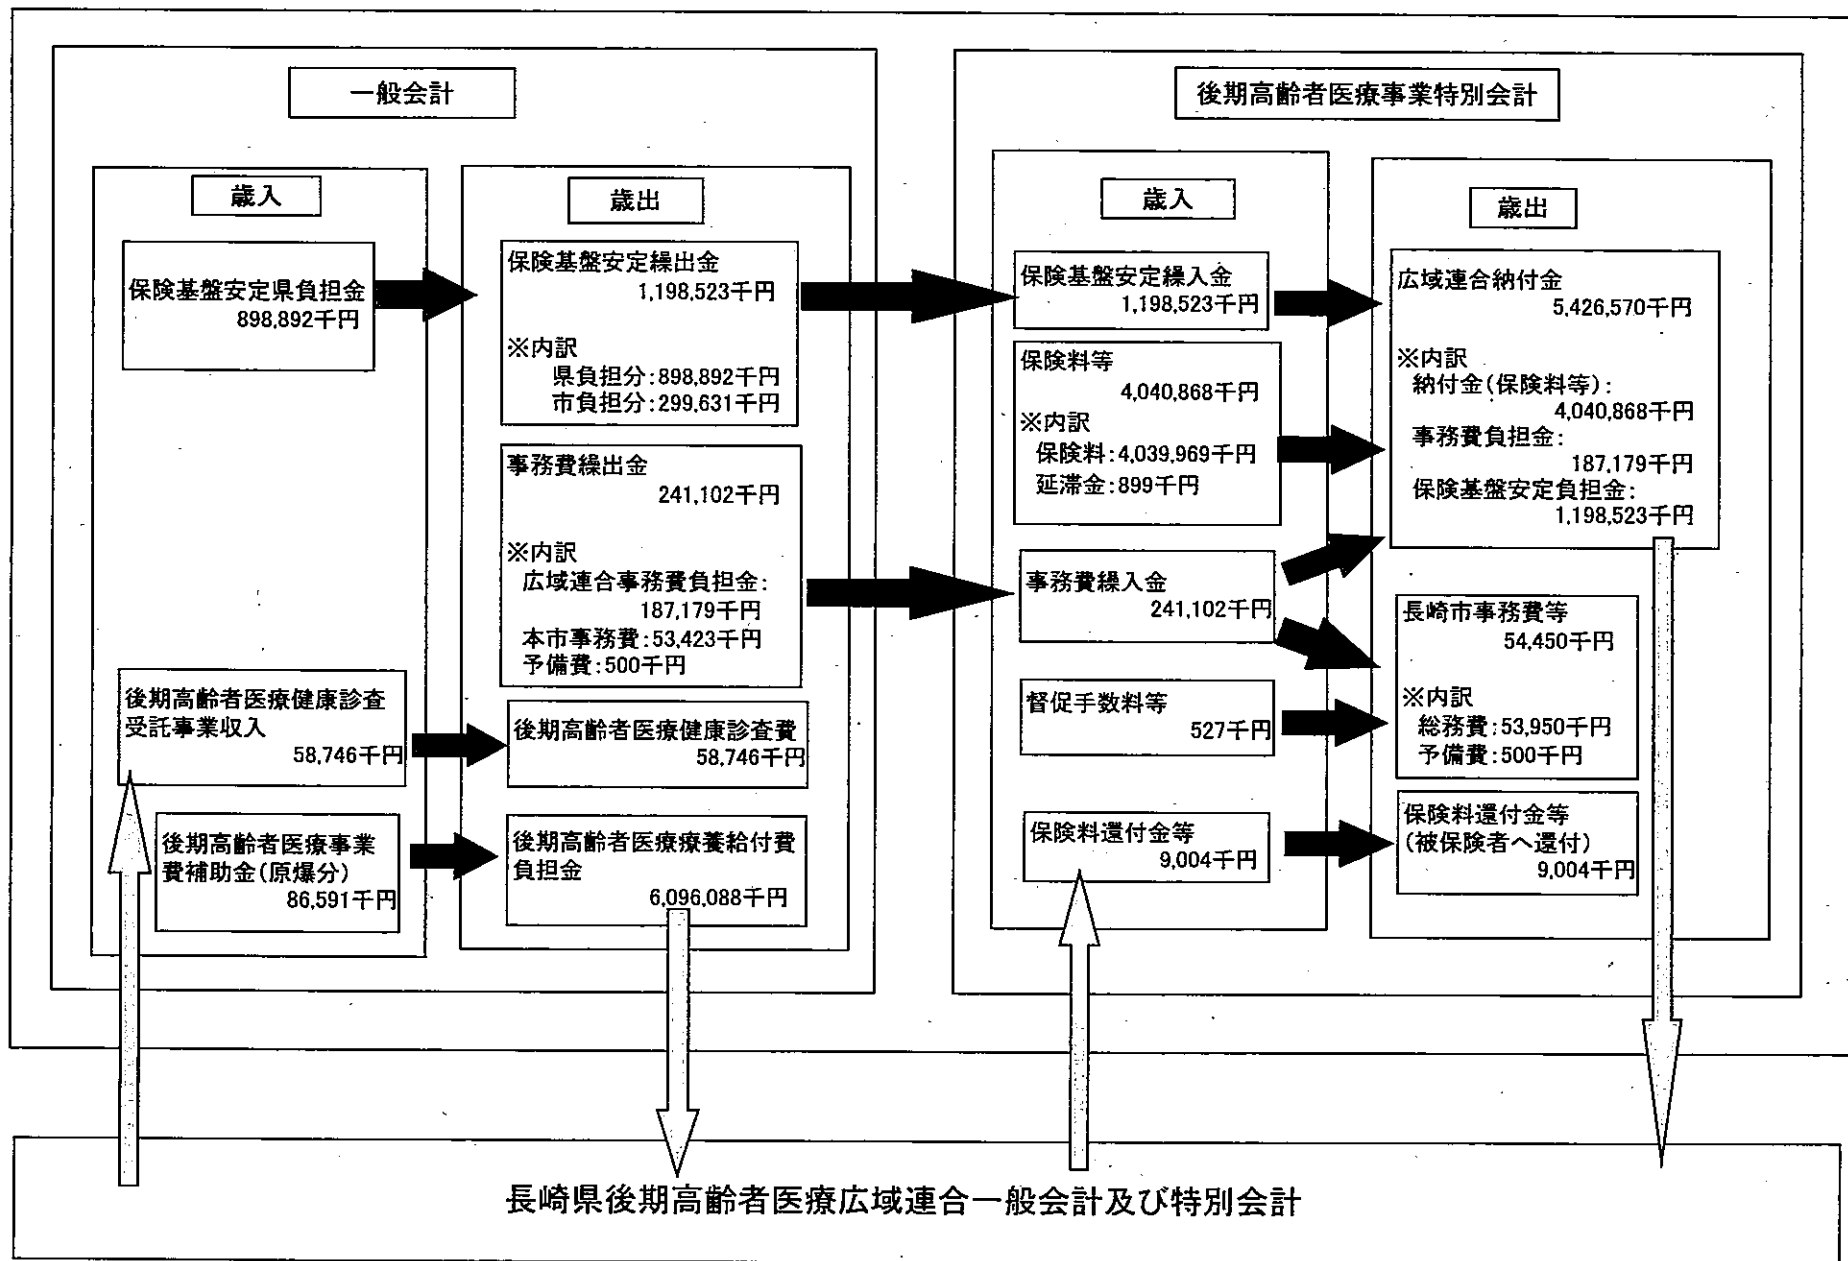 一般会計
歳入
保険基盤安定県負担金
898,892千円
後期高齢者医療健康診査
受託事業収入
58,746千円
後期高齢者医療事業
費補助金(原爆分)
86,591千円
歳出
保険基盤安定繰出金
1,198,523千円
※内訳
県負担分:898,892千円
市負担分:299,631千円
事務費繰出金
241,102千円
※内訳
広域連合事務費負担金:
187,179千円
本市事務費:53,423千円
予備費:500千円
後期高齢者医療健康診査費
58,746千円
後期高齢者医療療養給付費
負担金
6,096,088千円
後期高齢者医療事業特別会計
歳入
保険基盤安定繰入金
1,198,523千円
保険料等
4,040,868千円
※内訳
保険料:4,039,969千円
延滞金:899千円
事務費繰入金
241,102千円
督促手数料等
527千円
保険料還付金等
9,004千円
歳出
広域連合納付金
5,426,570千円
※内訳
納付金(保険料等):
4,040,868千円
事務費負担金:
187,179千円
保険基盤安定負担金:
1,198,523千円
長崎市事務費等
54,450千円
※内訳
総務費:53,950千円
予備費:500千円
保険料還付金等
(被保険者へ還付)
9,004千円
長崎県後期高齢者医療広域連合一般会計及び特別会計